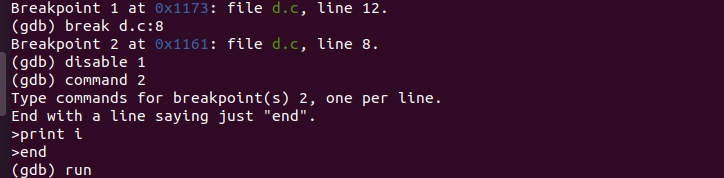 Breakpoint 1 at 0x1173: file d.c, line 12.
(gdb) break d.c:8
Breakpoint 2 at 0x1161: file d.c, line 8.
(gdb) disable 1
(gdb) command 2
Type commands for breakpoint(s) 2, one per line.
End with a line saying just "end".
>print i
>end
(gdb) run